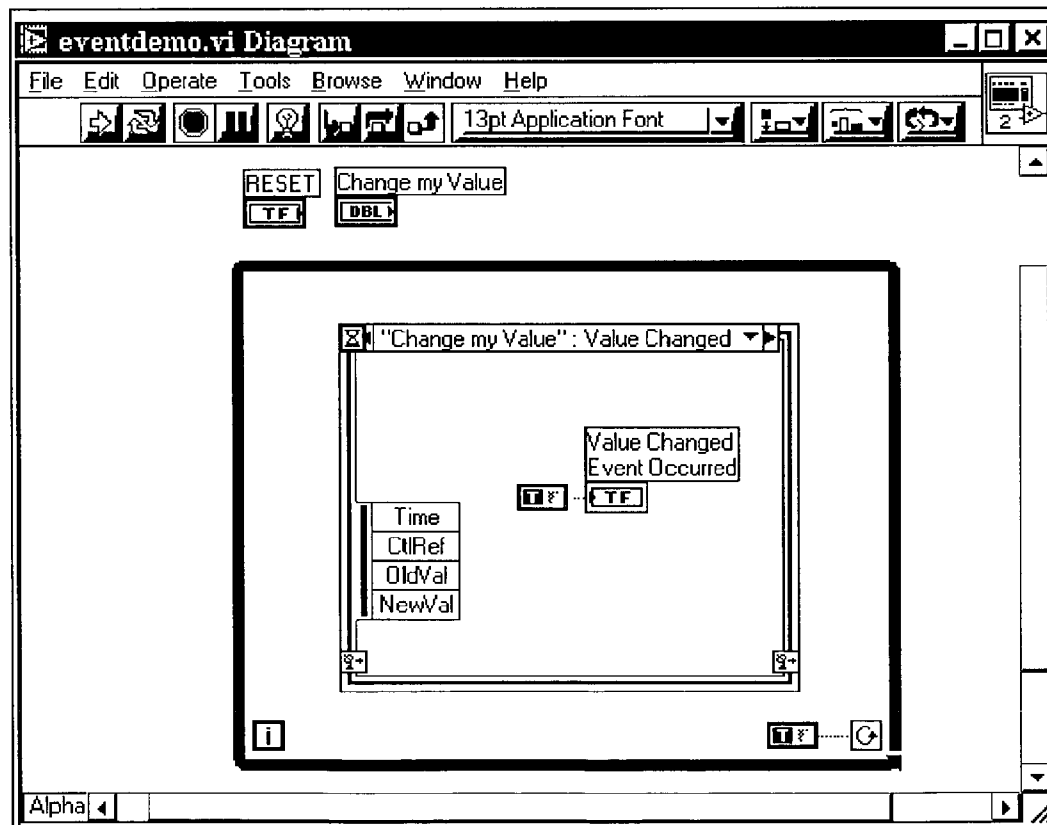 eventdemo.vi Diagram
File Edit Operate Tools Browse Window Help
13pt Application Font
2
RESET Change my Value
TF DBL
"Change my Value" : Value Changed
Value Changed
Event Occurred
T F TF
Time
CtlRef
OldVal
NewVal
i T F
Alpha